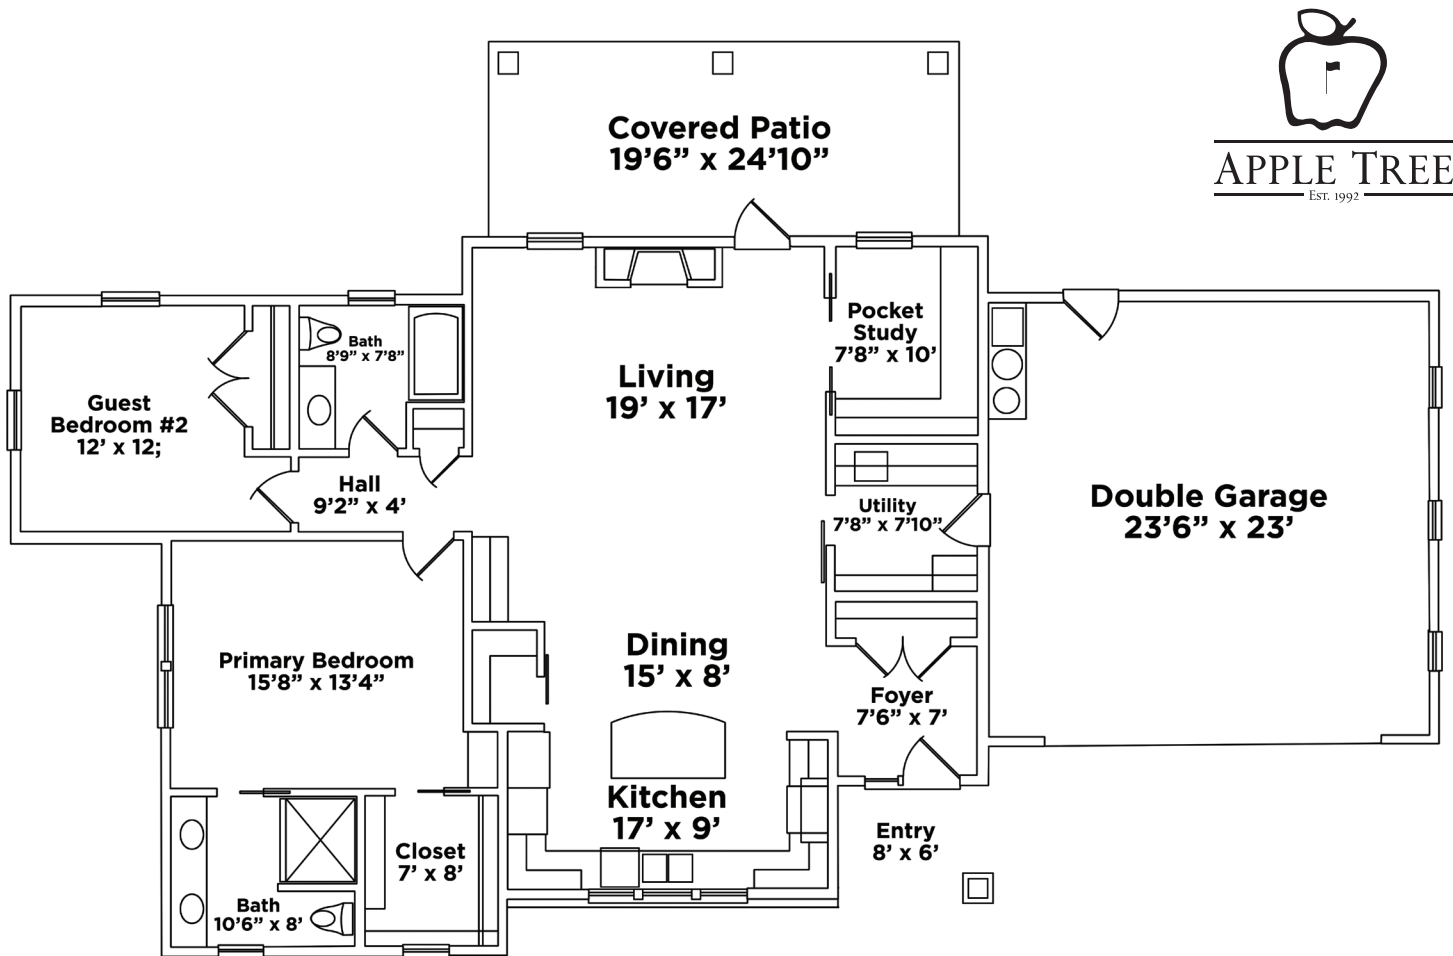 APPLE TREE
EST. 1992
Covered Patio
19'6” x 24'10”
Pocket
Study
7'8” x 10'
Bath
8'9” x 7'8”
Living
19' x 17'
Guest
Bedroom #2
12' x 12;
Hall
9'2” x 4'
Utility
7'8” x 7'10”
Double Garage
23'6” x 23'
Dining
15' x 8'
Primary Bedroom
15'8” x 13'4”
Foyer
7'6” x 7'
Kitchen
17' x 9'
Entry
8' x 6'
Closet
7' x 8'
Bath
10'6” x 8'